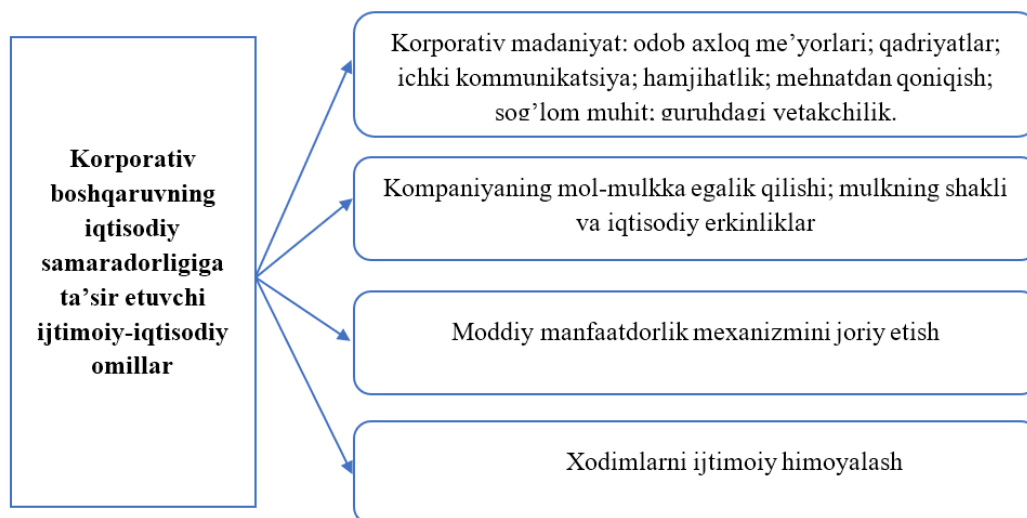 Korporativ
boshqaruvning
iqtisodiy
samaradorligiga
ta’sir etuvchi
ijtimoiy-iqtisodiy
omillar
Korporativ madaniyat: odob axloq me’yorlari; qadriyatlar;
ichki kommunikatsiya; hamjihatlik; mehnatdan qoniqish;
sog’lom muhit; guruhdagi yetakchilik.
Kompaniyaning mol-mulkka egalik qilishi; mulkning shakli
va iqtisodiy erkinliklar
Moddiy manfaatdorlik mexanizmini joriy etish
Xodimlarni ijtimoiy himoyalash